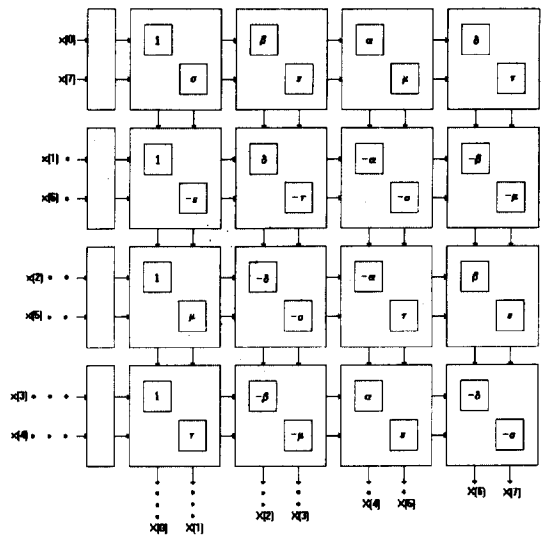 x(0) 1 β α δ
x(7) σ ε μ τ
x(1) 1 δ -α -β
x(6) -ε -τ -σ -μ
x(2) 1 -δ -α β
x(5) μ -σ τ ε
x(3) 1 -β α -δ
x(4) τ -μ ε -σ
X(0) X(1) X(2) X(3) X(4) X(5) X(6) X(7)